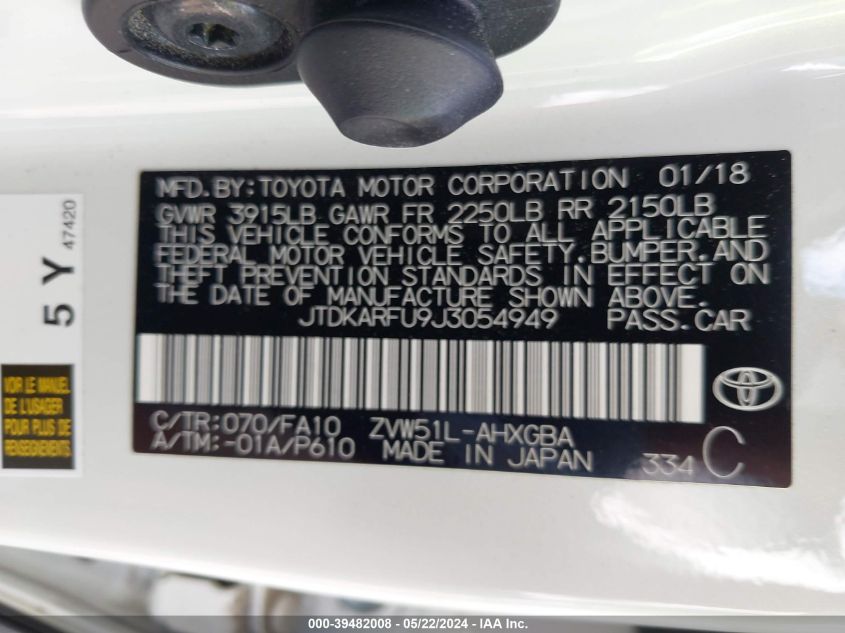 MFD.BY:TOYOTA MOTOR CORPORATION 01/18
GVWR 3915LB GAWR FR 2250LB RR 2150LB
THIS VEHICLE CONFORMS TO ALL APPLICABLE
FEDERAL MOTOR VEHICLE SAFETY,BUMPER,AND
THEFT PREVENTION STANDARDS IN EFFECT ON
THE DATE OF MANUFACTURE SHOWN ABOVE.
JTDKARFU9J3054949 PASS.CAR
C/TR:070/FA10 ZVW51L-AHXGBA
A/TM:-01A/P610 MADE IN JAPAN 334 C
5 Y 47420
VOIR LE MANUEL
DE L'USAGER
POUR PLUS DE
RENSEIGNEMENTS
000-39482008 - 05/22/2024 - IAAI.COM